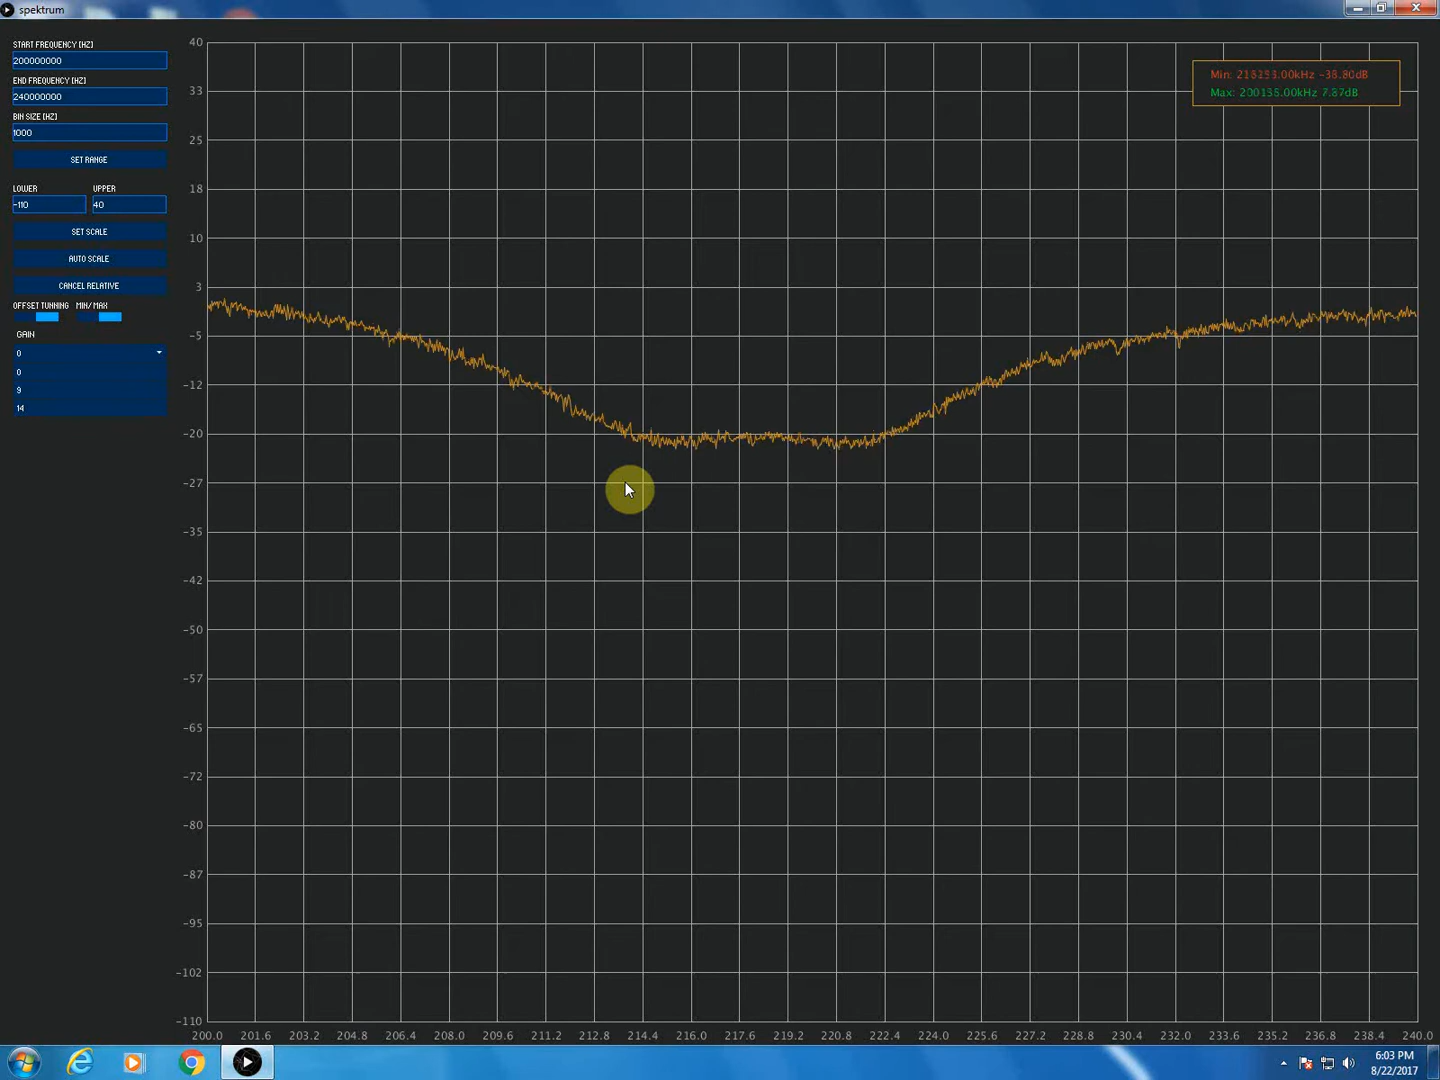 spektrum
START FREQUENCY [HZ]
200000000
END FREQUENCY [HZ]
240000000
BIN SIZE [HZ]
1000
SET RANGE
LOWER UPPER
-110 40
SET SCALE
AUTO SCALE
CANCEL RELATIVE
OFFSET TUNNING MIN/MAX
GAIN
0
0
9
14
40
33
25
18
10
3
-5
-12
-20
-27
-35
-42
-50
-57
-65
-72
-80
-87
-95
-102
-110
Min: -38.80dB
Max: 7.87dB
200.0 201.6 203.2 204.8 206.4 208.0 209.6 211.2 212.8 214.4 216.0 217.6 219.2 220.8 222.4 224.0 225.6 227.2 228.8 230.4 232.0 233.6 235.2 236.8 238.4 240.0
6:03 PM
8/22/2017